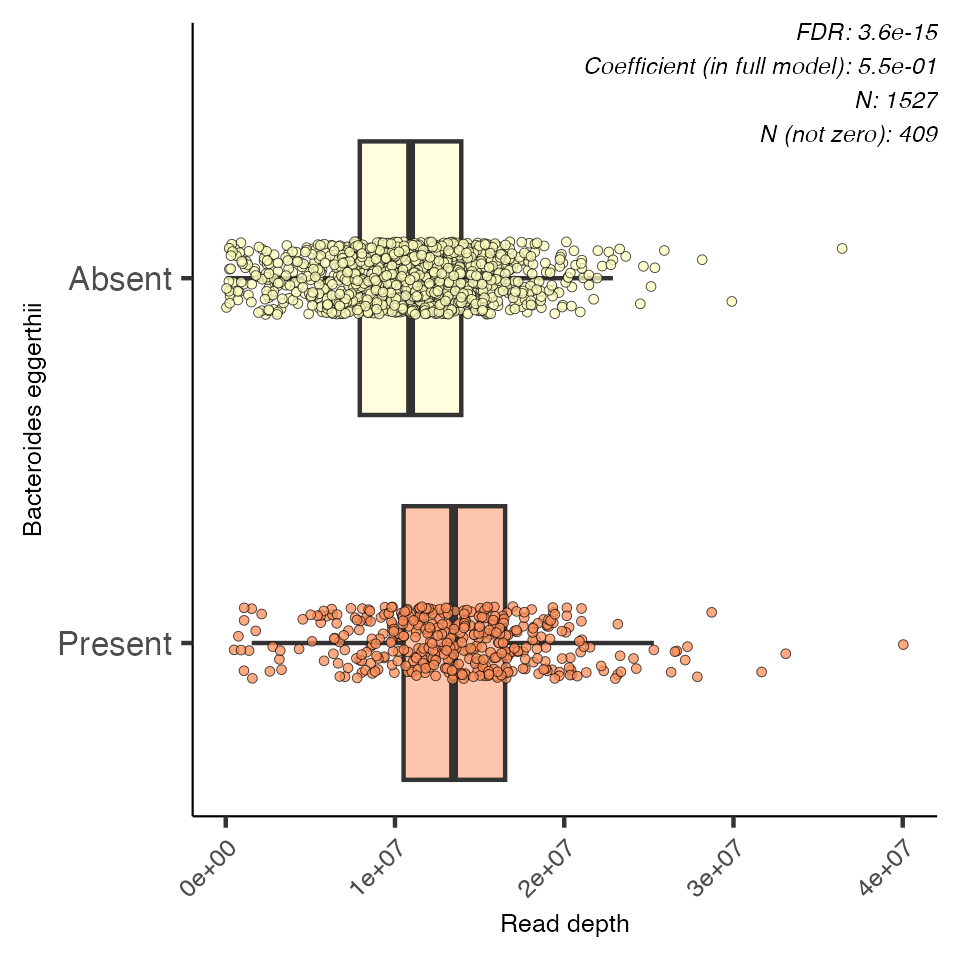 FDR: 3.6e-15
Coefficient (in full model): 5.5e-01
N: 1527
N (not zero): 409
Bacteroides eggerthii
Absent
Present
0e+00
1e+07
2e+07
3e+07
4e+07
Read depth